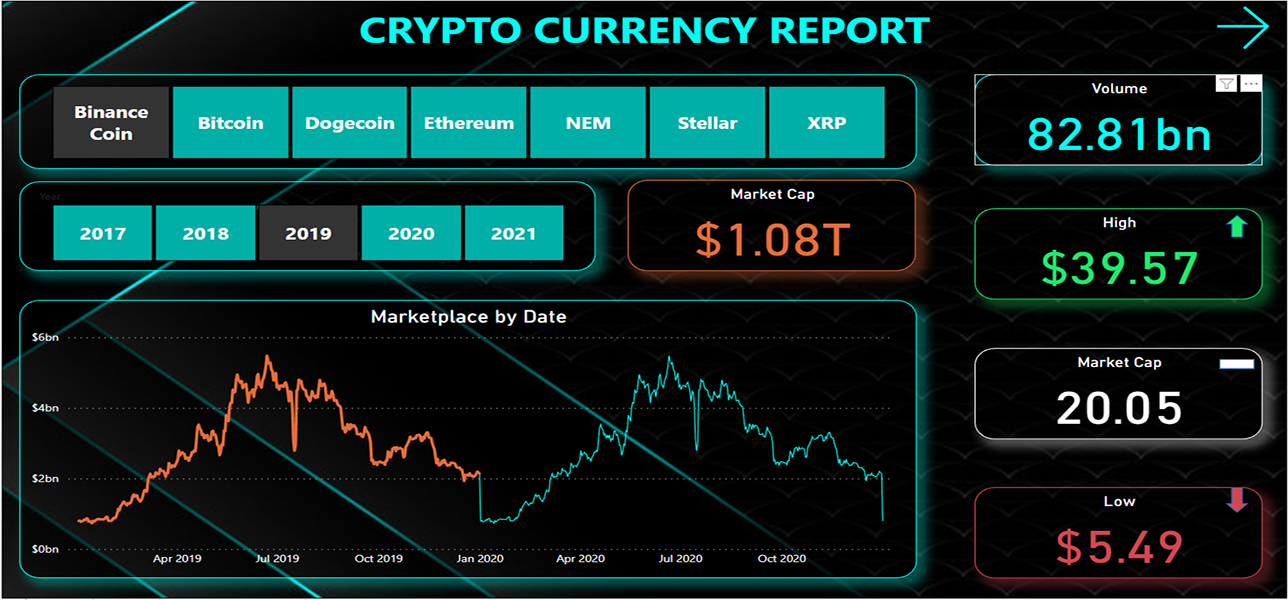 CRYPTO CURRENCY REPORT
Binance
Coin
Bitcoin
Dogecoin
Ethereum
NEM
Stellar
XRP
Volume
82.81bn
Year
2017
2018
2019
2020
2021
Market Cap
$1.08T
High
$39.57
Marketplace by Date
$6bn
$4bn
$2bn
$0bn
Apr 2019
Jul 2019
Oct 2019
Jan 2020
Apr 2020
Jul 2020
Oct 2020
Market Cap
20.05
Low
$5.49